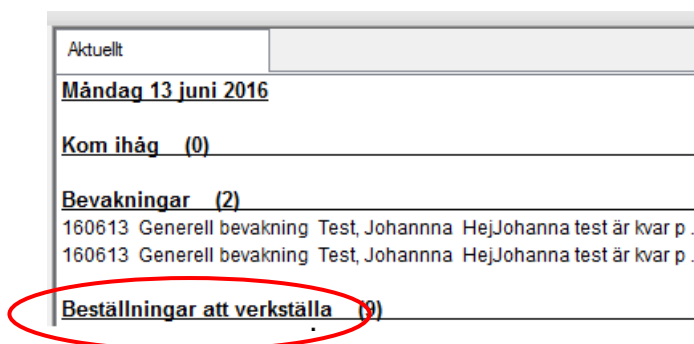 Aktuellt
Måndag 13 juni 2016
Kom ihåg (0)
Bevakningar (2)
160613 Generell bevakning Test, Johannna HejJohanna test är kvar p .
160613 Generell bevakning Test, Johannna HejJohanna test är kvar p .
Beställningar att verkställa (9)